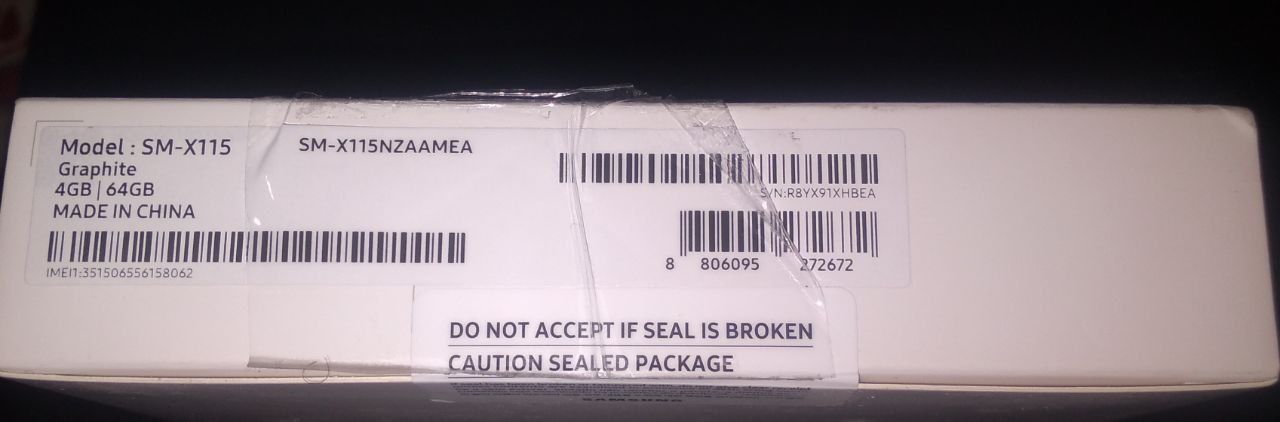 Model : SM-X115
SM-X115NZAAMEA
Graphite
4GB | 64GB
MADE IN CHINA
IMEI1:351506556158062
S/N:R8YX91XHBEA
8 806095 272672
DO NOT ACCEPT IF SEAL IS BROKEN
CAUTION SEALED PACKAGE
SAMSUNG